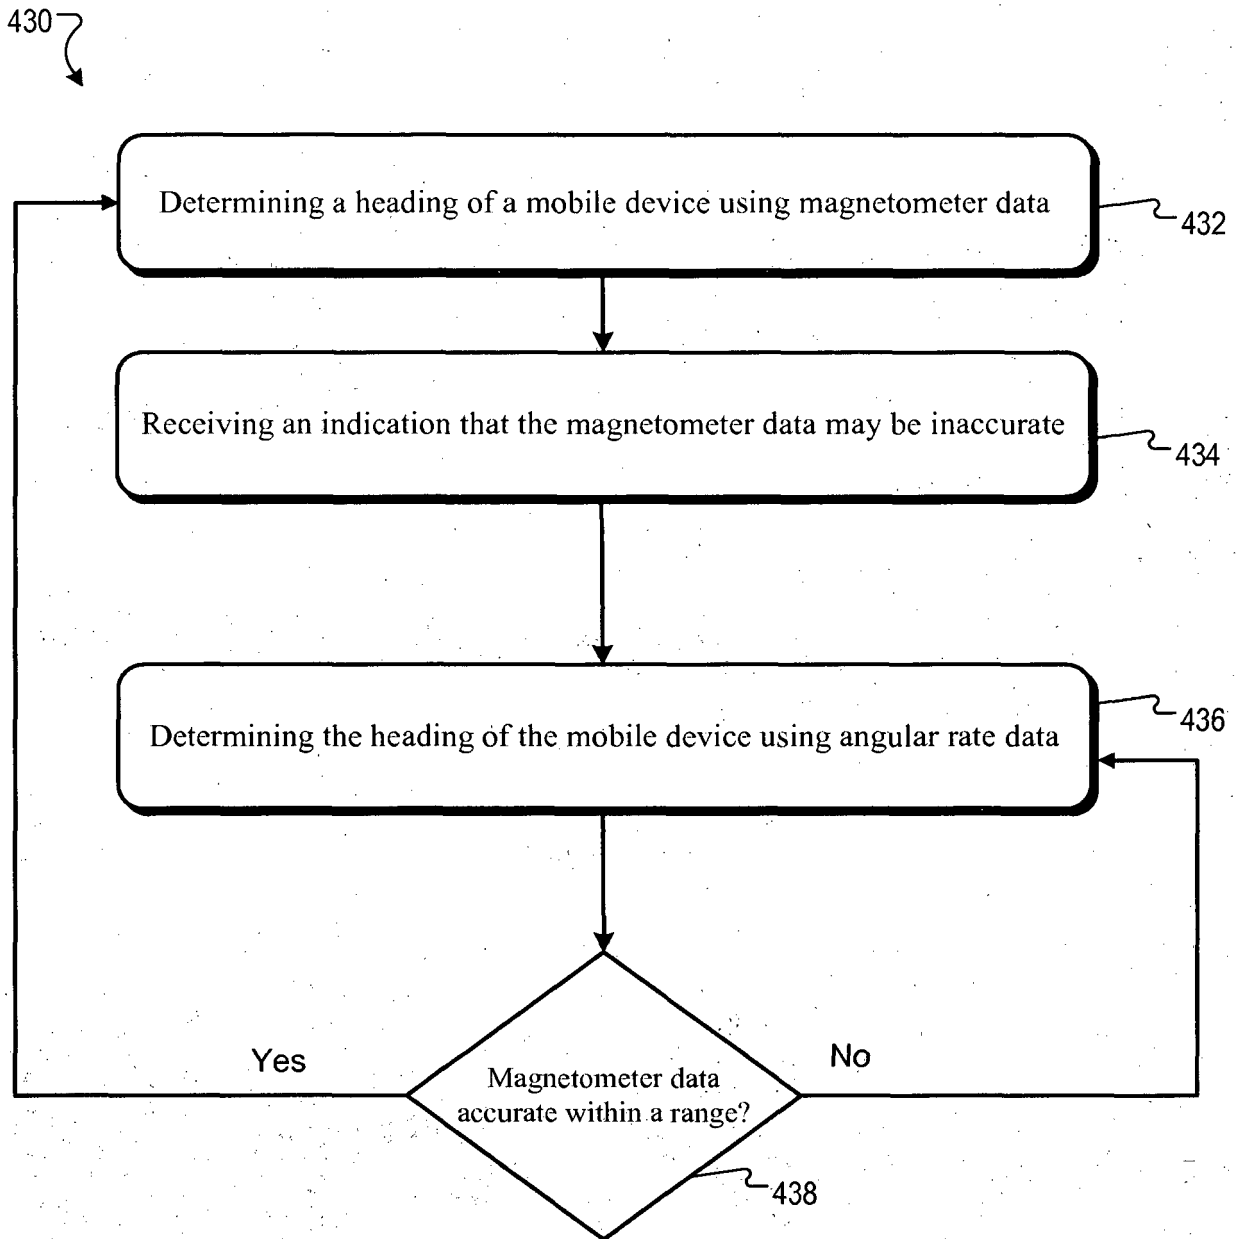 430
Determining a heading of a mobile device using magnetometer data
432
Receiving an indication that the magnetometer data may be inaccurate
434
Determining the heading of the mobile device using angular rate data
436
Yes
No
Magnetometer data
accurate within a range?
438